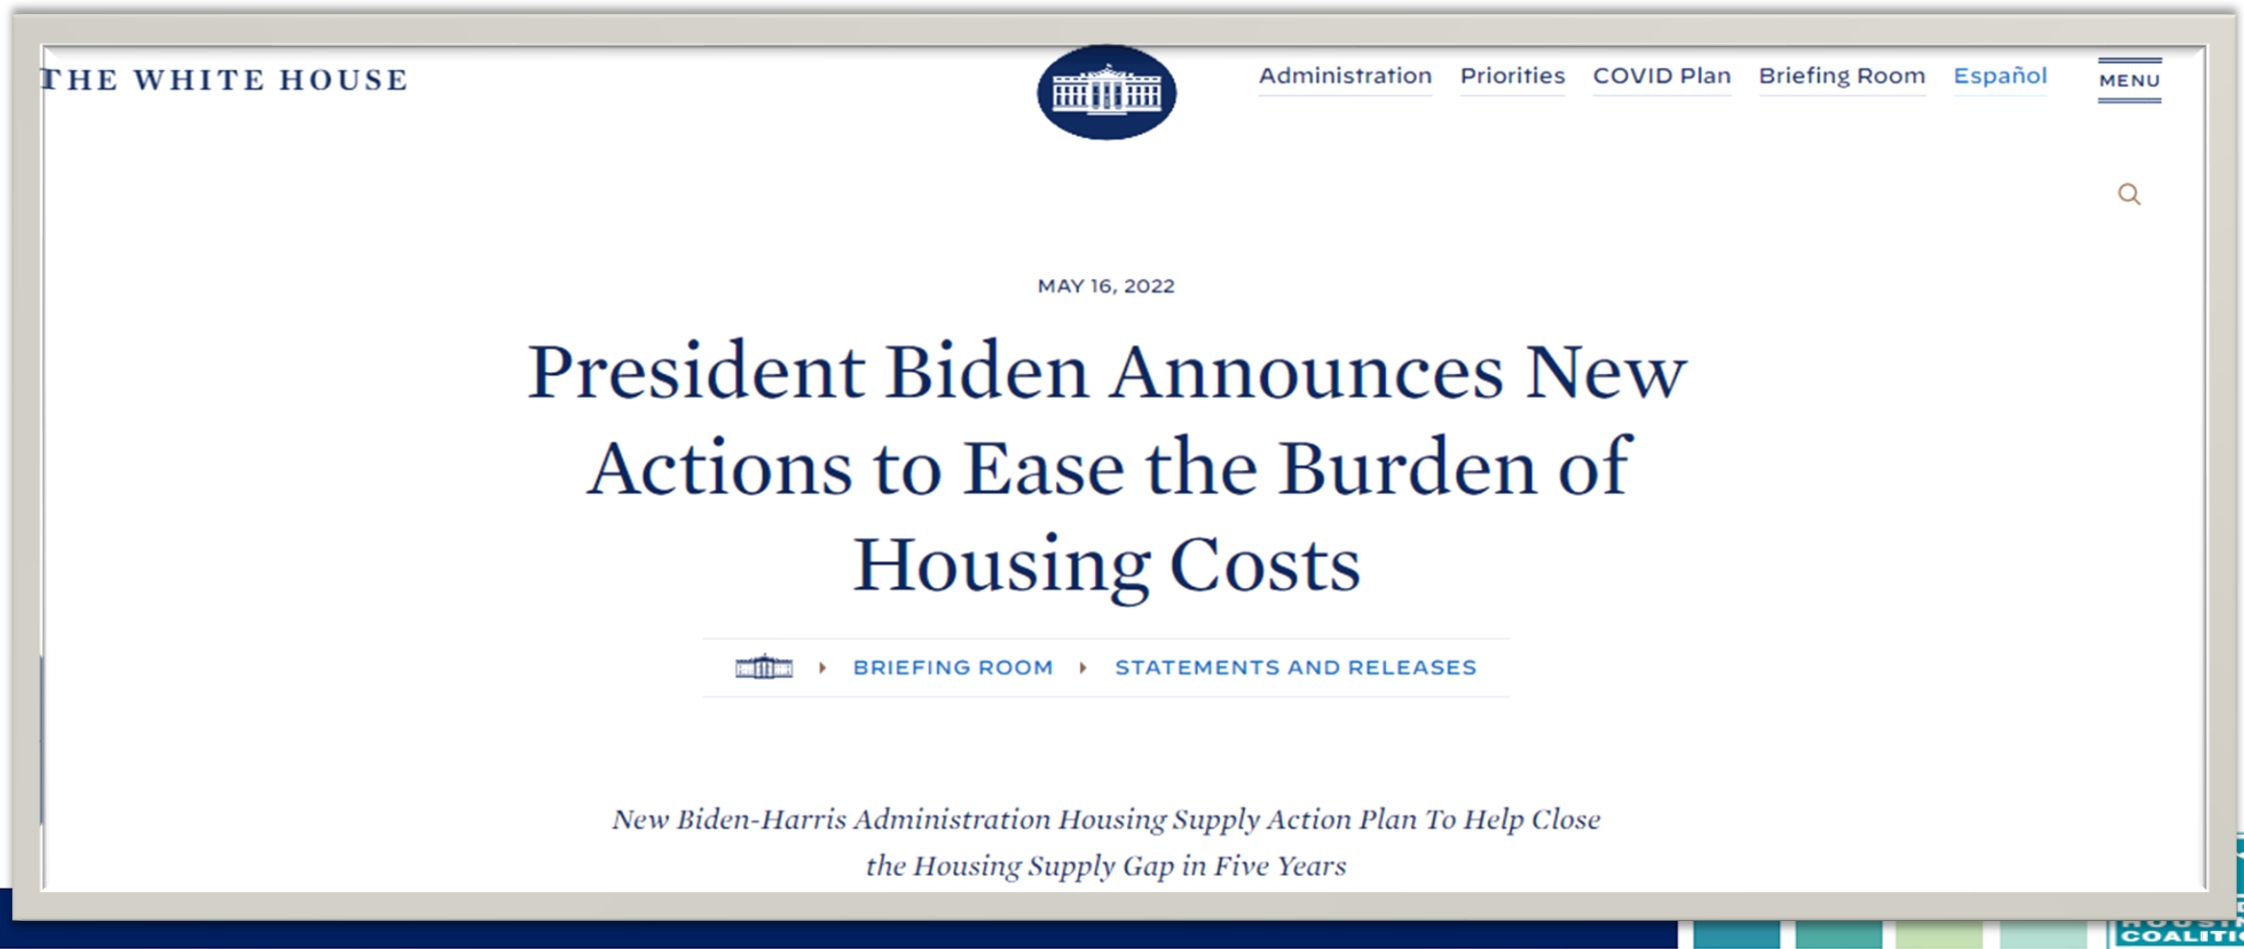 THE WHITE HOUSE
Administration Priorities COVID Plan Briefing Room Español MENU
MAY 16, 2022
President Biden Announces New
Actions to Ease the Burden of
Housing Costs
BRIEFING ROOM STATEMENTS AND RELEASES
New Biden-Harris Administration Housing Supply Action Plan To Help Close
the Housing Supply Gap in Five Years